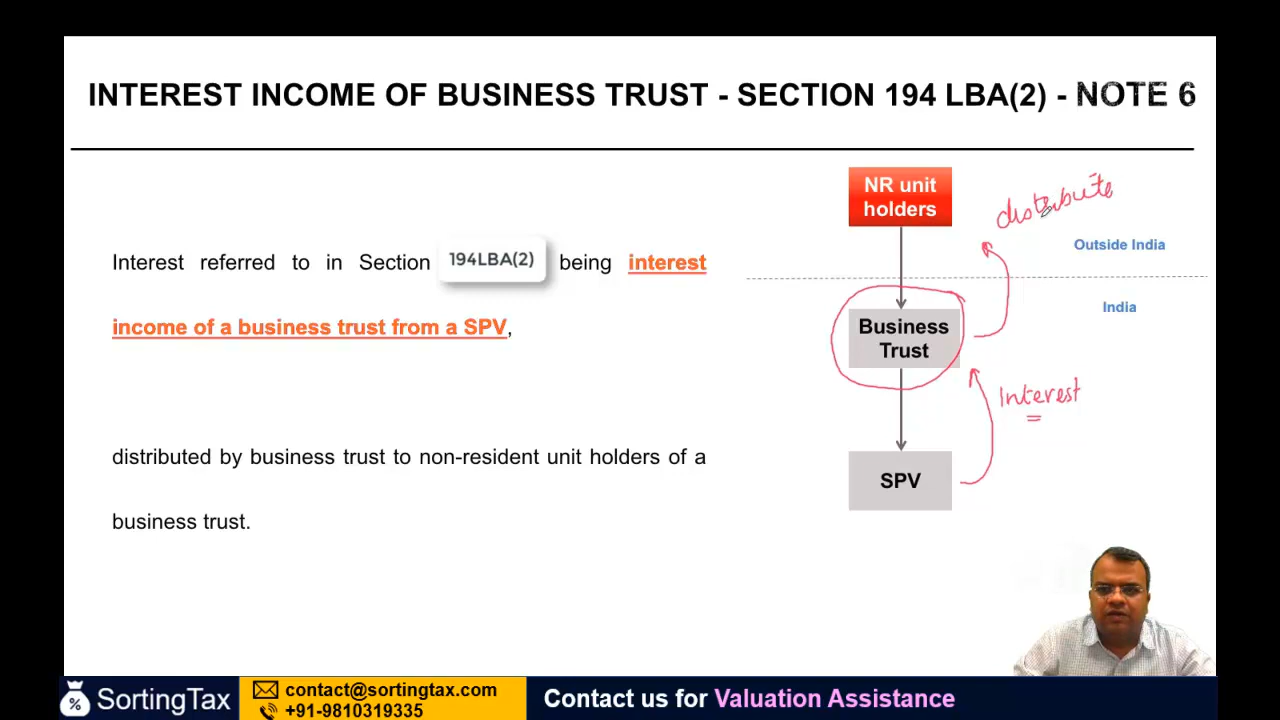 INTEREST INCOME OF BUSINESS TRUST - SECTION 194 LBA(2) - NOTE 6
Interest referred to in Section 194LBA(2) being interest
income of a business trust from a SPV,
distributed by business trust to non-resident unit holders of a
business trust.
NR unit
holders
distribute
Outside India
India
Business
Trust
Interest
SPV
SortingTax
contact@sortingtax.com
+91-9810319335
Contact us for Valuation Assistance